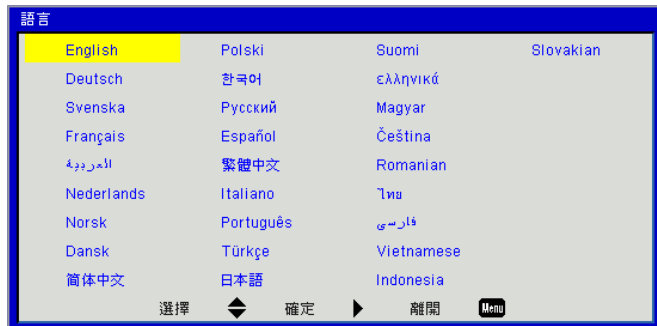 語言
English Polski Suomi Slovakian
Deutsch 한국어 ελληνικά
Svenska Русский Magyar
Français Español Čeština
العربية 繁體中文 Romanian
Nederlands Italiano ไทย
Norsk Português فارسی
Dansk Türkçe Vietnamese
简体中文 日本語 Indonesia
選擇 確定 離開 Menu